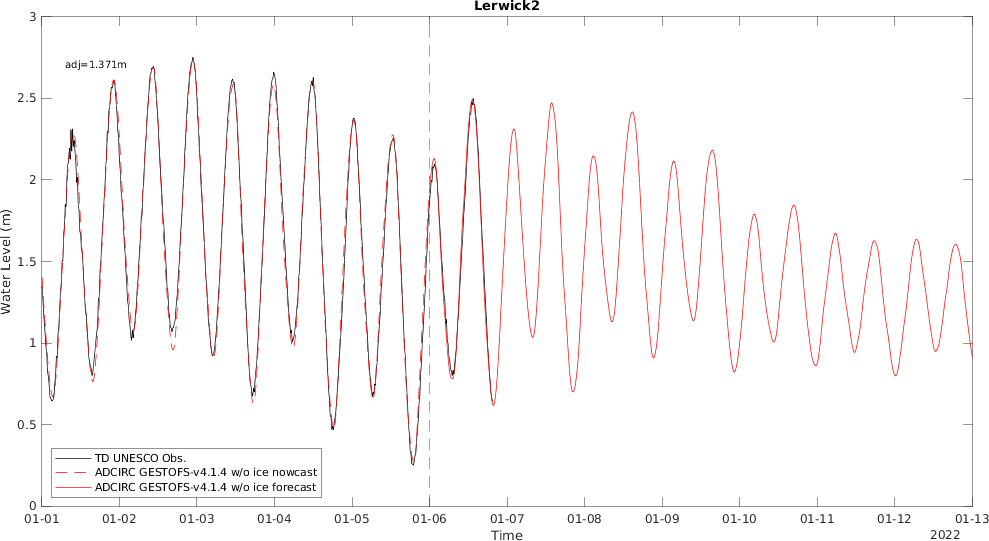 Lerwick2
adj=1.371m
Water Level (m)
3
2.5
2
1.5
1
0.5
0
TD UNESCO Obs.
ADCIRC GESTOFS-v4.1.4 w/o ice nowcast
ADCIRC GESTOFS-v4.1.4 w/o ice forecast
01-01 01-02 01-03 01-04 01-05 01-06 01-07 01-08 01-09 01-10 01-11 01-12 01-13
Time
2022